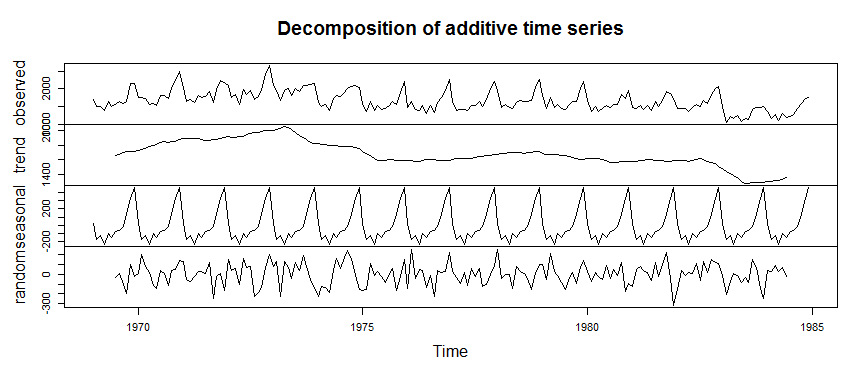 Decomposition of additive time series
observed
2000
trend
1400
seasonal
200
-200
random
0
-300
1970
1975
1980
1985
Time